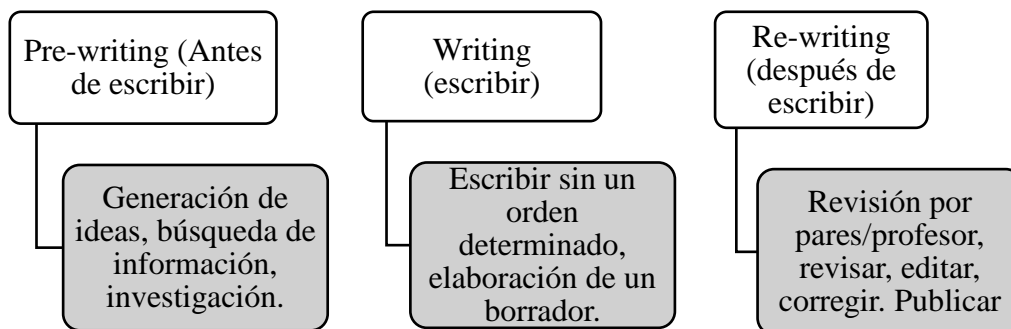 Pre-writing (Antes
de escribir)
Generación de
ideas, búsqueda de
información,
investigación.
Writing
(escribir)
Escribir sin un
orden
determinado,
elaboración de un
borrador.
Re-writing
(después de
escribir)
Revisión por
pares/profesor,
revisar, editar,
corregir. Publicar